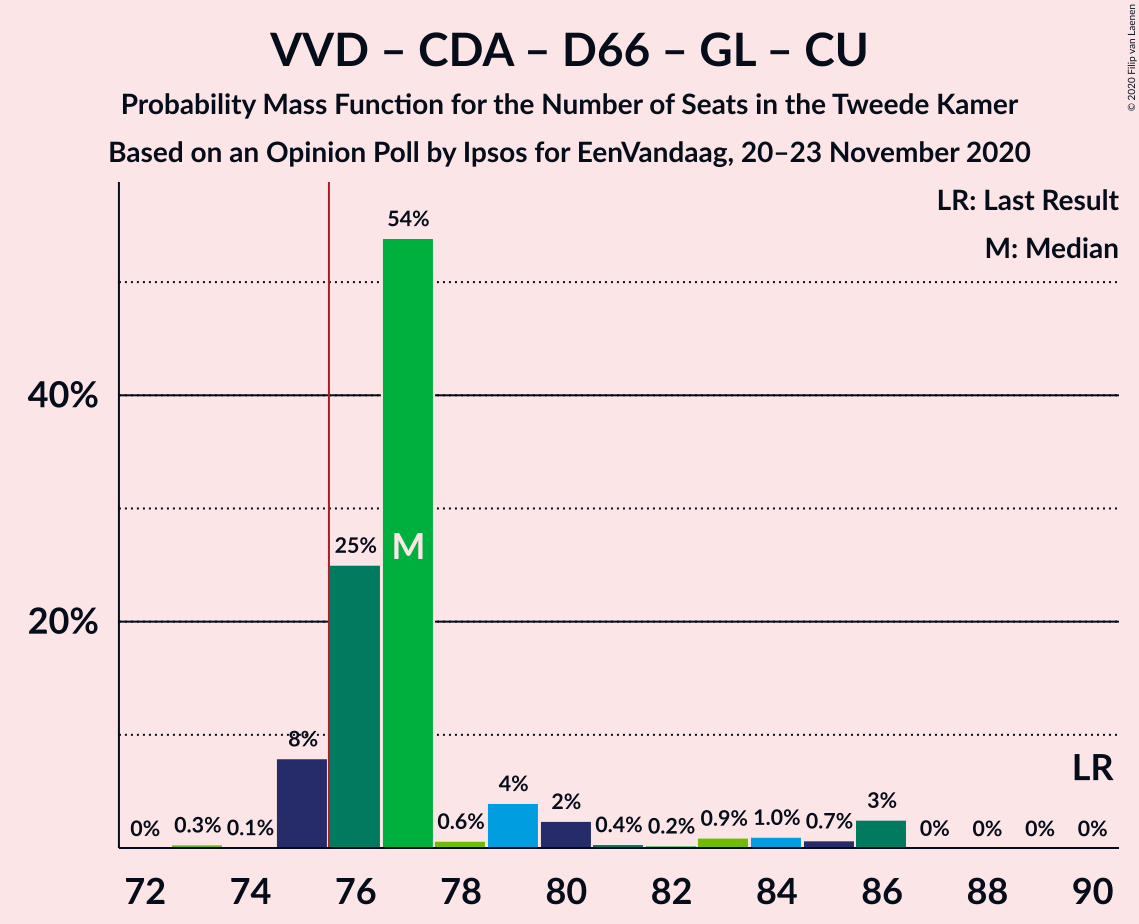 VVD – CDA – D66 – GL – CU
Probability Mass Function for the Number of Seats in the Tweede Kamer
Based on an Opinion Poll by Ipsos for EenVandaag, 20–23 November 2020
© 2020 Filip van Laenen
LR: Last Result
M: Median
40%
20%
0%
0.3%
0.1%
8%
25%
54%
M
0.6%
4%
2%
0.4%
0.2%
0.9%
1.0%
0.7%
3%
0%
0%
0%
0%
LR
72 74 76 78 80 82 84 86 88 90